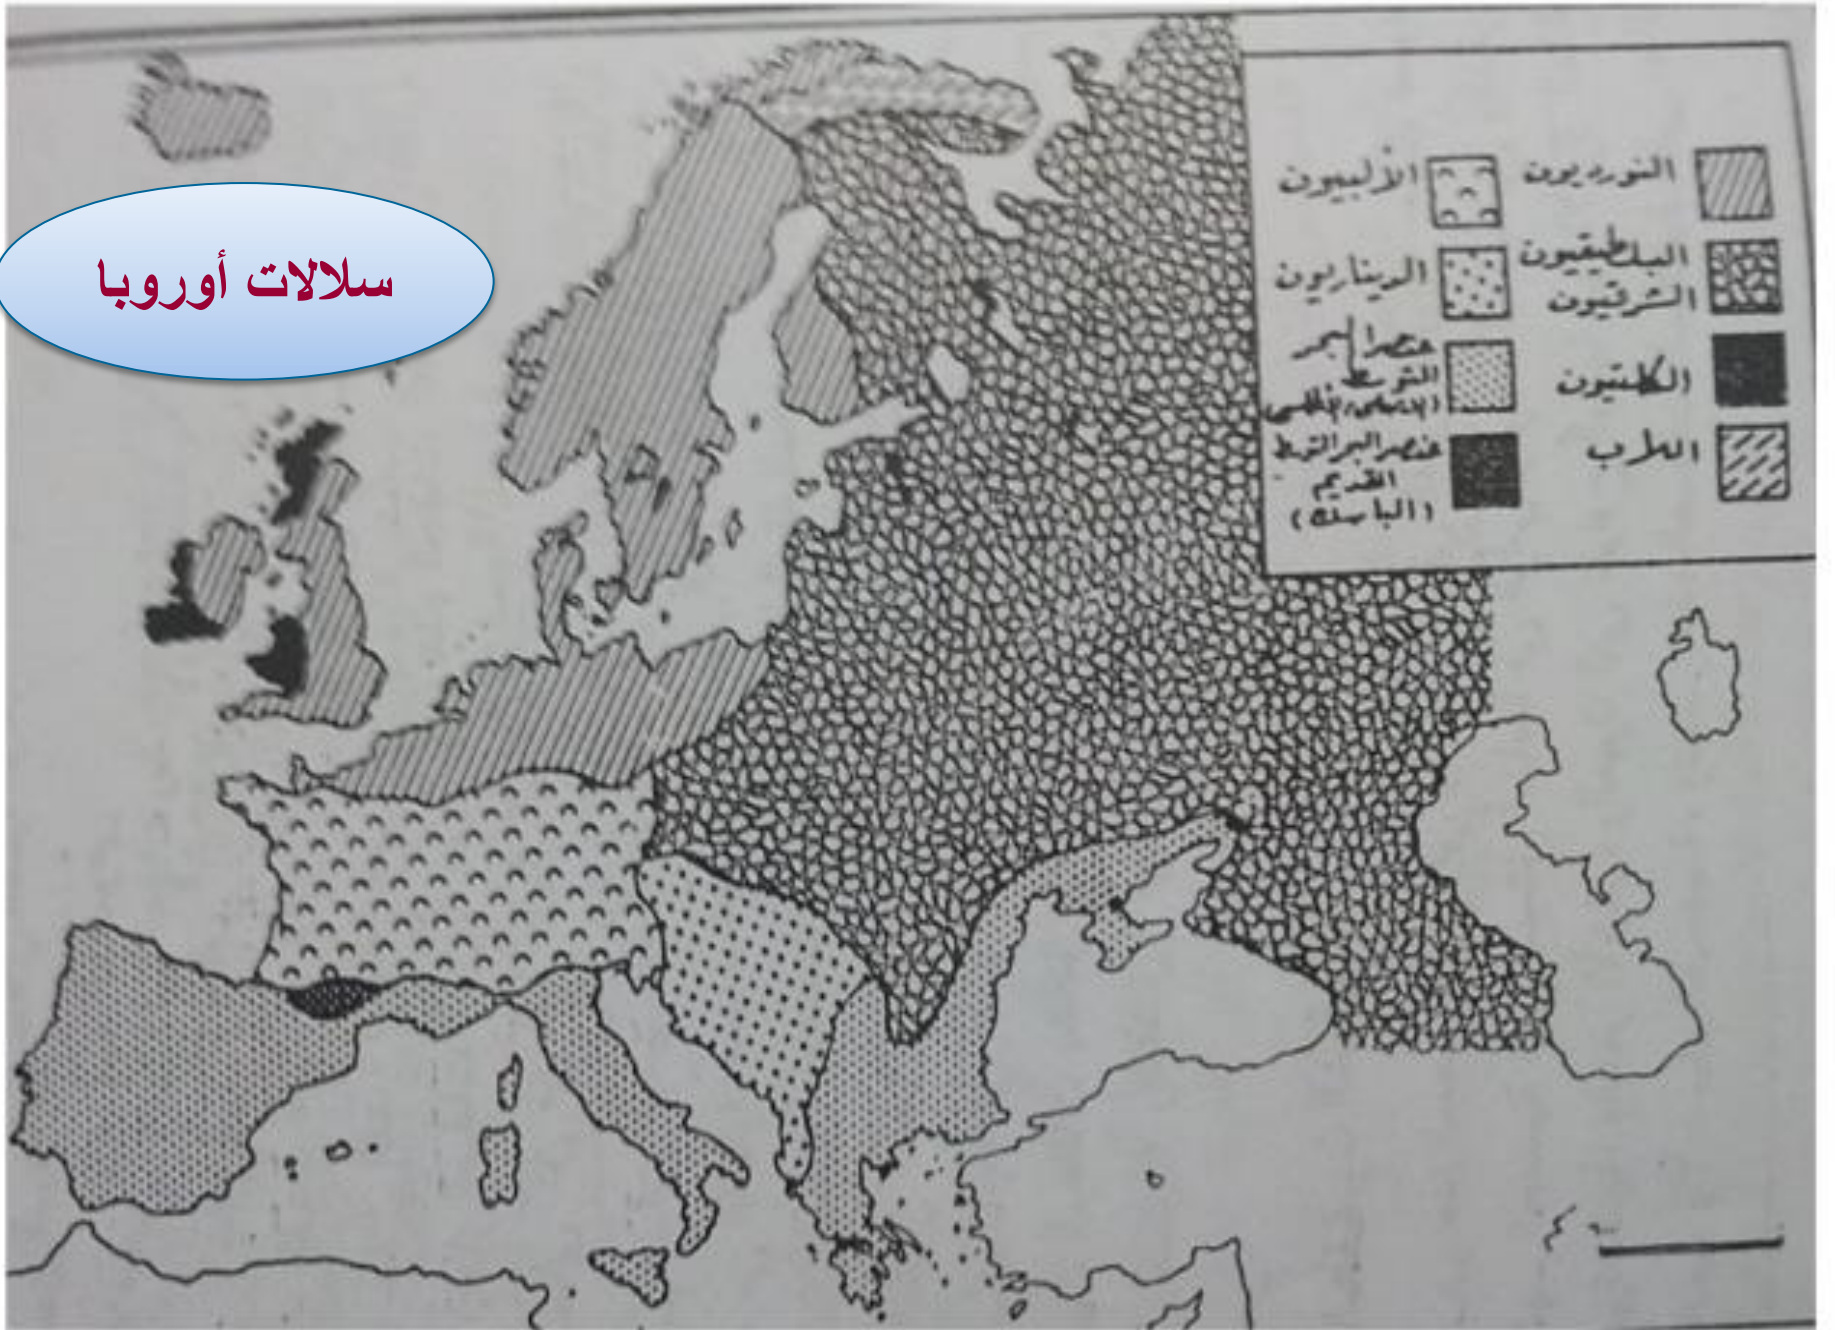 سلالات أوروبا
النورديون
الألبيون
البلطيقيون
الشرقيون
الديناريون
الكلتيون
عنصر البحر
المتوسط
اللاب
عنصر البحر المتوسط
القديم
(الباسك)